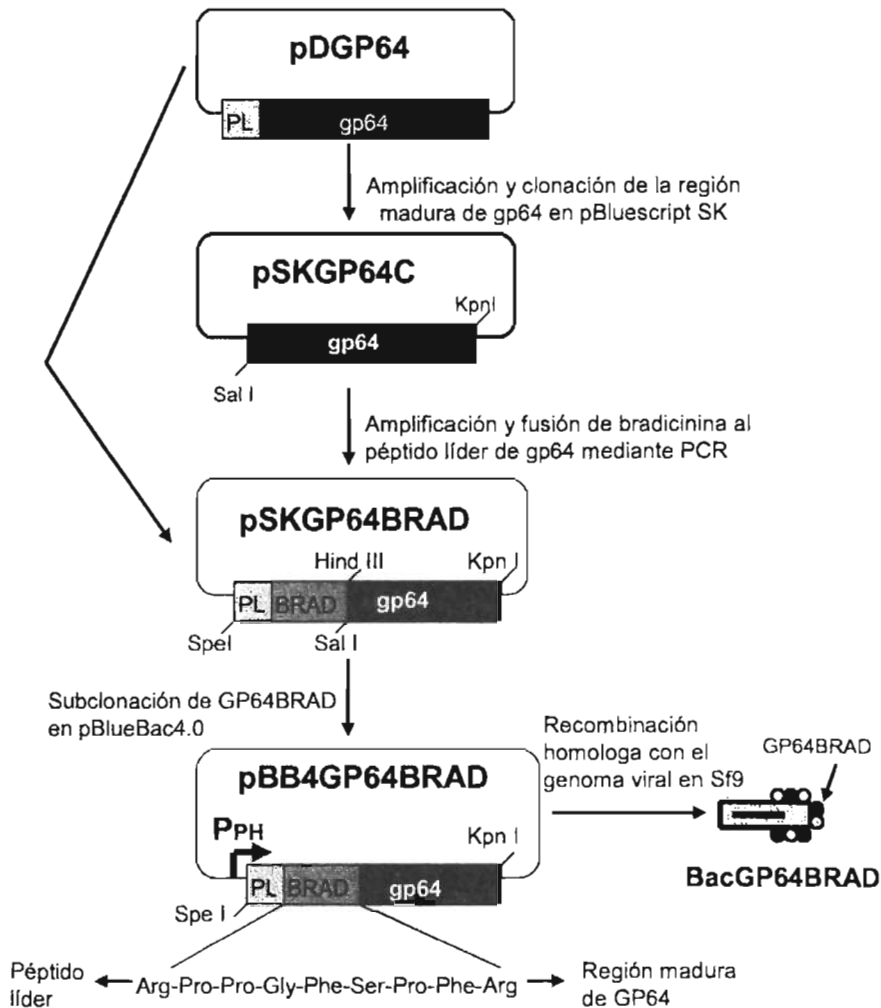 pDGP64
PL
gp64
Amplificación y clonación de la región
madura de gp64 en pBluescript SK
pSKGP64C
KpnI
gp64
Sal I
Amplificación y fusión de bradicinina al
péptido líder de gp64 mediante PCR
pSKGP64BRAD
Hind III
Kpn I
PL
BRAD
gp64
SpeI
Sal I
Subclonación de GP64BRAD
en pBlueBac4.0
Recombinación
homologa con el
genoma viral en Sf9
GP64BRAD
pBB4GP64BRAD
PPH
Kpn I
PL
BRAD
gp64
Spe I
BacGP64BRAD
Péptido
líder
Arg-Pro-Pro-Gly-Phe-Ser-Pro-Phe-Arg
Región madura
de GP64